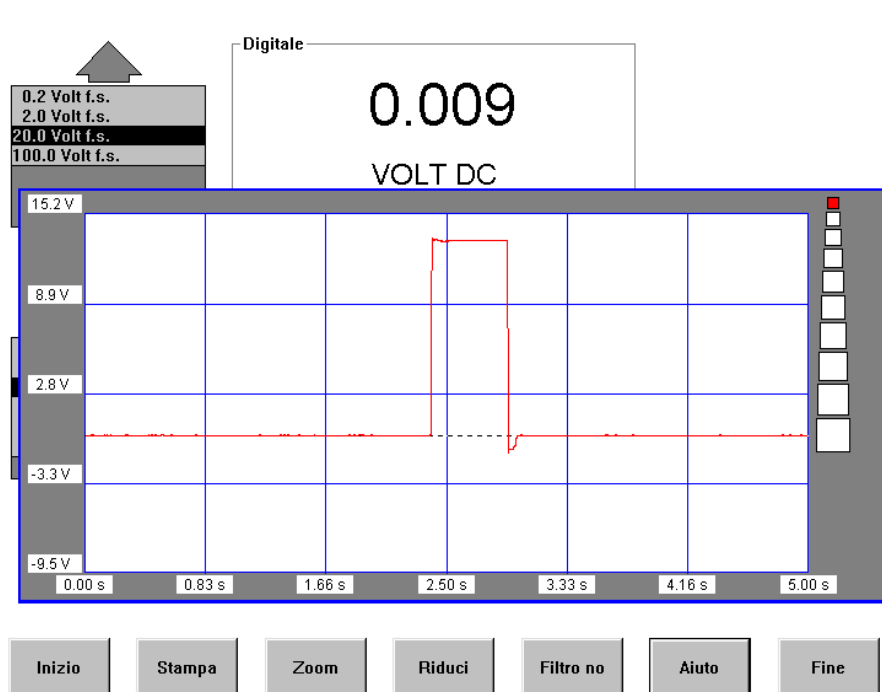 Digitale
0.2 Volt f.s.
2.0 Volt f.s.
20.0 Volt f.s.
100.0 Volt f.s.
0.009
VOLT DC
15.2 V
8.9 V
2.8 V
-3.3 V
-9.5 V
0.00 s
0.83 s
1.66 s
2.50 s
3.33 s
4.16 s
5.00 s
Inizio
Stampa
Zoom
Riduci
Filtro no
Aiuto
Fine